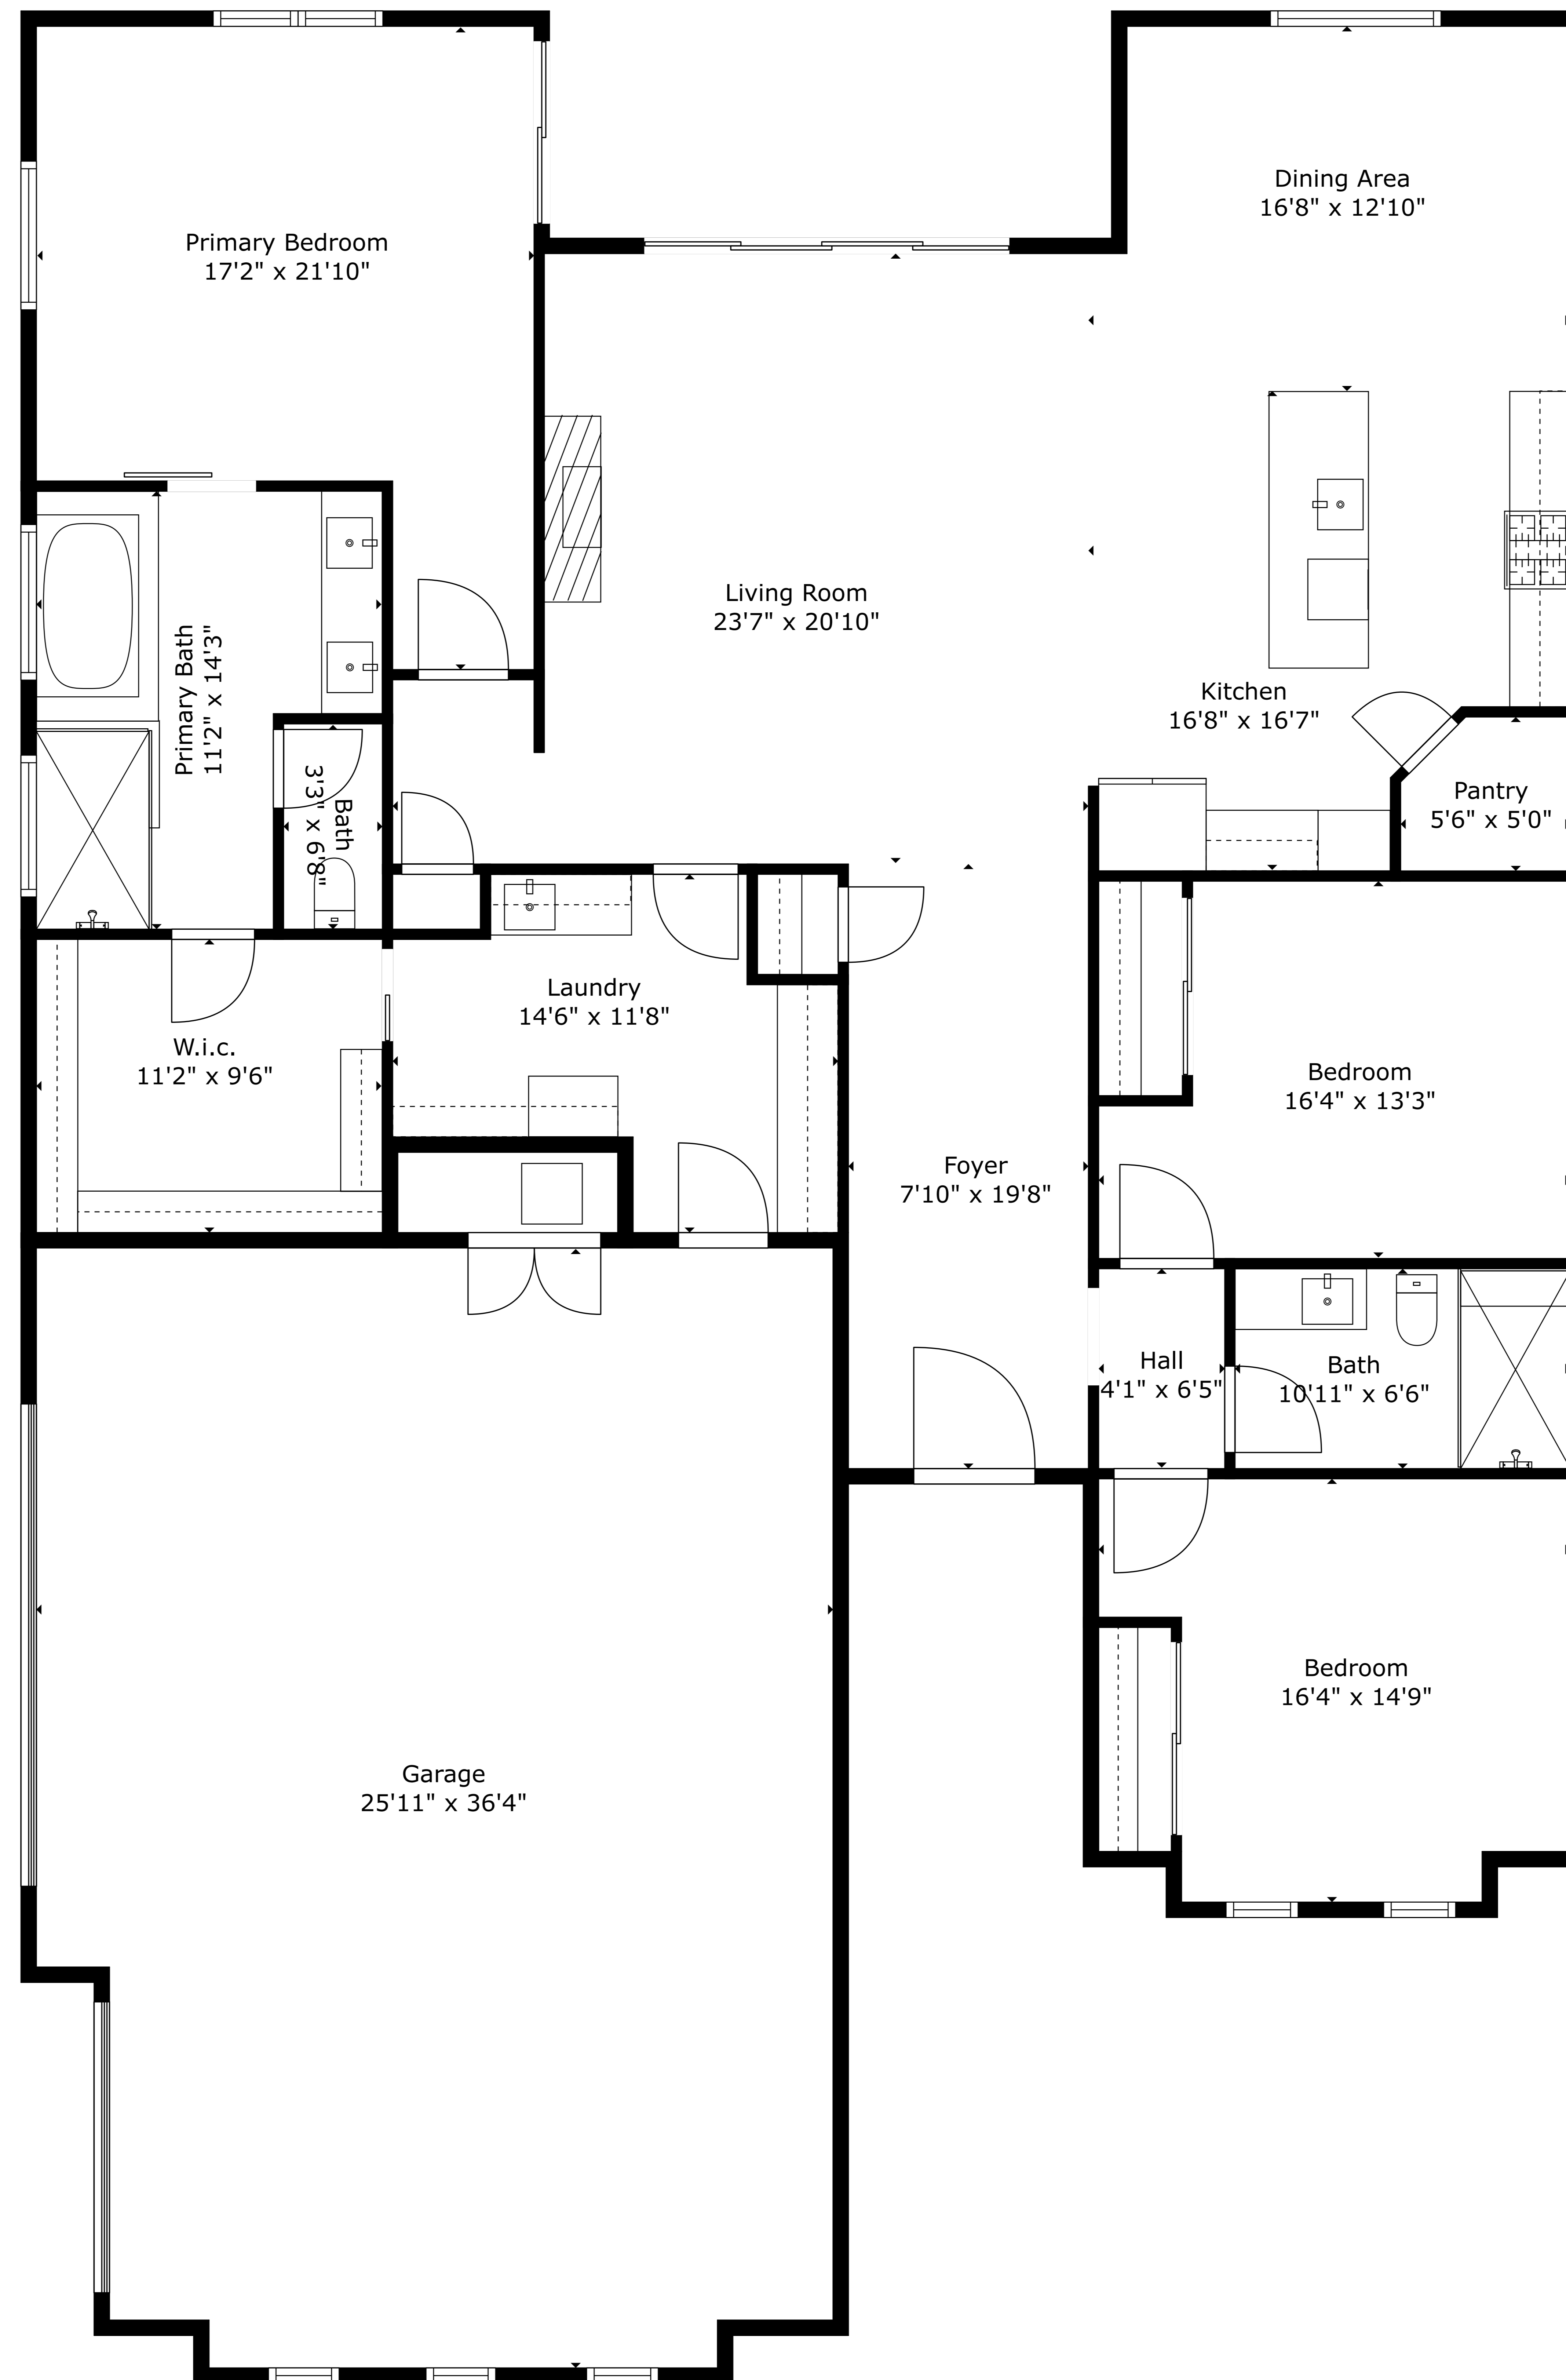 Dining Area
16'8" x 12'10"
Primary Bedroom
17'2" x 21'10"
Living Room
23'7" x 20'10"
Kitchen
16'8" x 16'7"
Primary Bath
11'2" x 14'3"
Bath
3'3" x 6'8"
Pantry
5'6" x 5'0"
Laundry
14'6" x 11'8"
W.i.c.
11'2" x 9'6"
Bedroom
16'4" x 13'3"
Foyer
7'10" x 19'8"
Hall
4'1" x 6'5"
Bath
10'11" x 6'6"
Bedroom
16'4" x 14'9"
Garage
25'11" x 36'4"